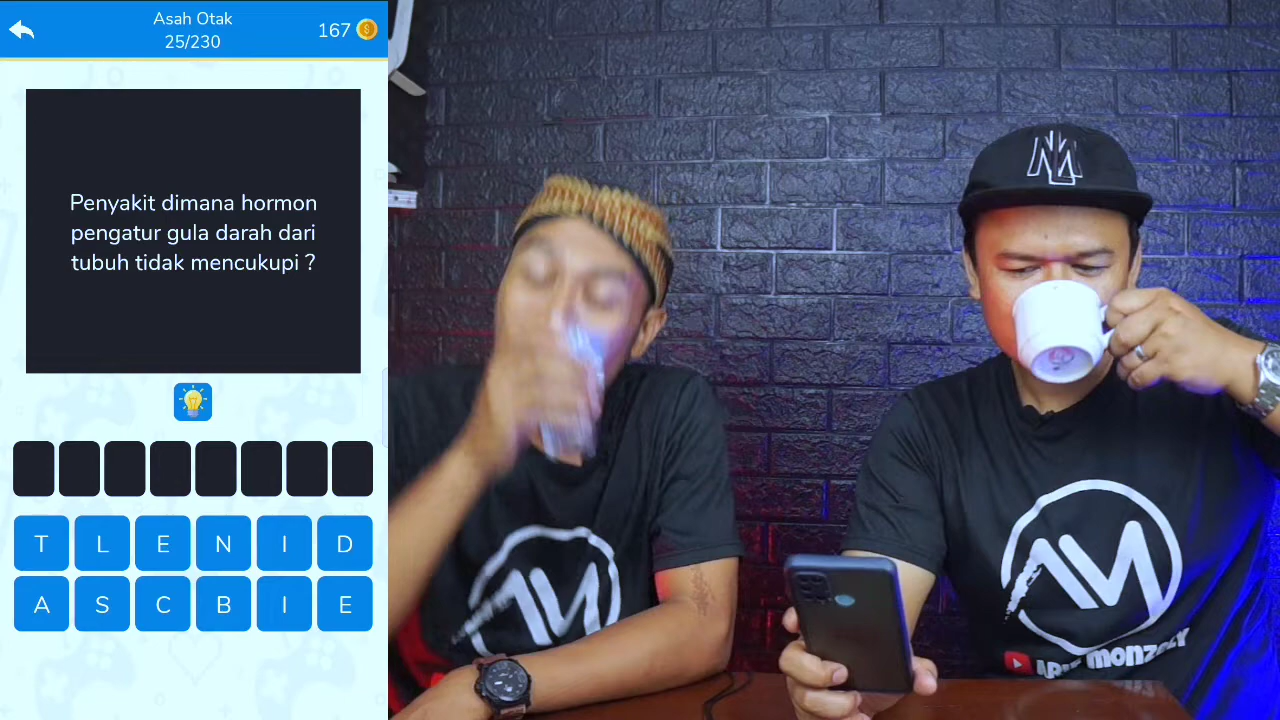 Asah Otak
25/230
167
Penyakit dimana hormon
pengatur gula darah dari
tubuh tidak mencukupi ?
T L E N I D
A S C B I E